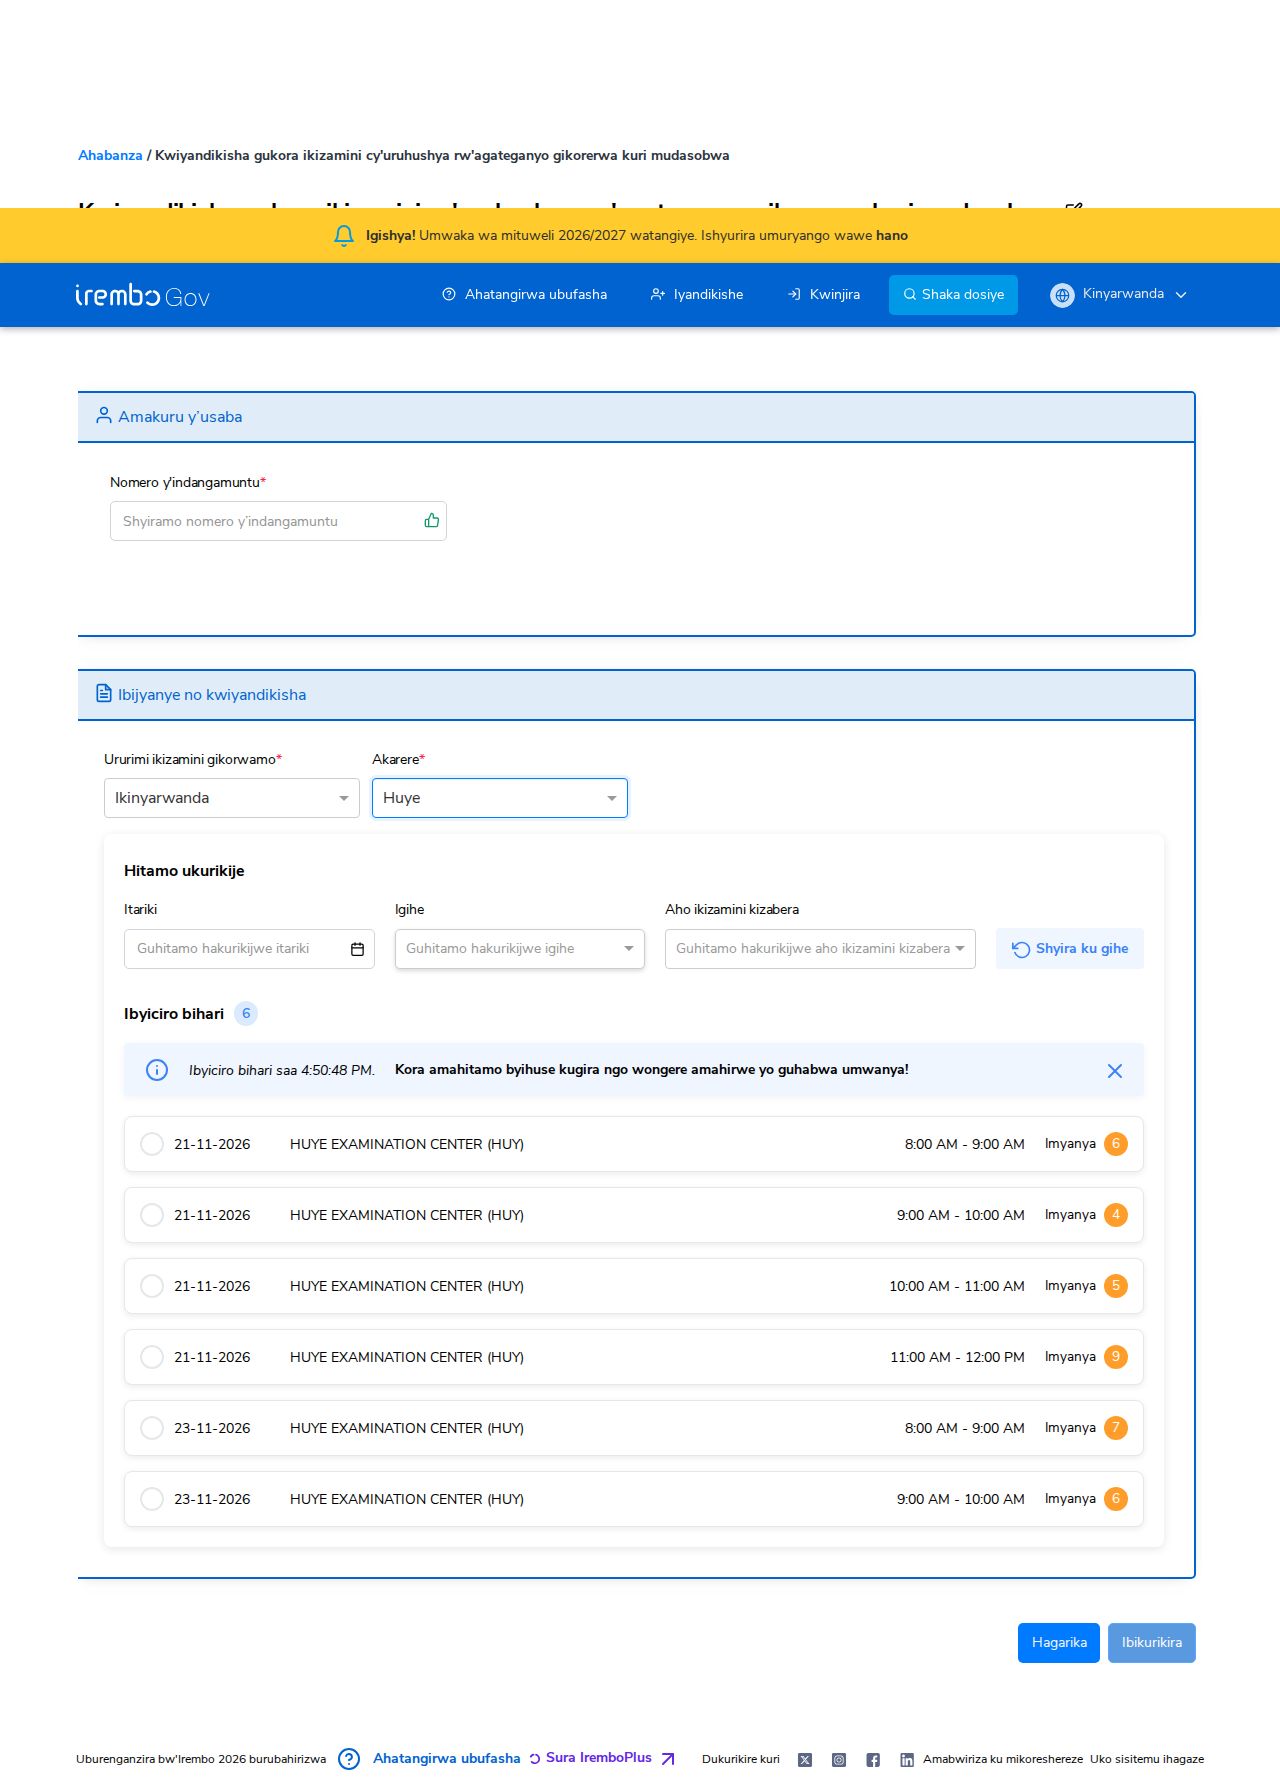 Ahabanza / Kwiyandikisha gukora ikizamini cy'uruhushya rw'agateganyo gikorerwa kuri mudasobwa
Igishya! Umwaka wa mituweli 2026/2027 watangiye. Ishyurira umuryango wawe hano
irembo Gov
Ahatangirwa ubufasha
Iyandikishe
Kwinjira
Shaka dosiye
Kinyarwanda
Amakuru y’usaba
Nomero y'indangamuntu*
Shyiramo nomero y’indangamuntu
Ibijyanye no kwiyandikisha
Ururimi ikizamini gikorwamo*
Akarere*
Ikinyarwanda
Huye
Hitamo ukurikije
Itariki
Igihe
Aho ikizamini kizabera
Guhitamo hakurikijwe itariki
Guhitamo hakurikijwe igihe
Guhitamo hakurikijwe aho ikizamini kizabera
Shyira ku gihe
Ibyiciro bihari 6
Ibyiciro bihari saa 4:50:48 PM. Kora amahitamo byihuse kugira ngo wongere amahirwe yo guhabwa umwanya!
21-11-2026 HUYE EXAMINATION CENTER (HUY) 8:00 AM - 9:00 AM Imyanya 6
21-11-2026 HUYE EXAMINATION CENTER (HUY) 9:00 AM - 10:00 AM Imyanya 4
21-11-2026 HUYE EXAMINATION CENTER (HUY) 10:00 AM - 11:00 AM Imyanya 5
21-11-2026 HUYE EXAMINATION CENTER (HUY) 11:00 AM - 12:00 PM Imyanya 9
23-11-2026 HUYE EXAMINATION CENTER (HUY) 8:00 AM - 9:00 AM Imyanya 7
23-11-2026 HUYE EXAMINATION CENTER (HUY) 9:00 AM - 10:00 AM Imyanya 6
Hagarika
Ibikurikira
Uburenganzira bw'Irembo 2026 burubahirizwa
Ahatangirwa ubufasha
Sura IremboPlus
Dukurikire kuri
Amabwiriza ku mikoreshereze
Uko sisitemu ihagaze